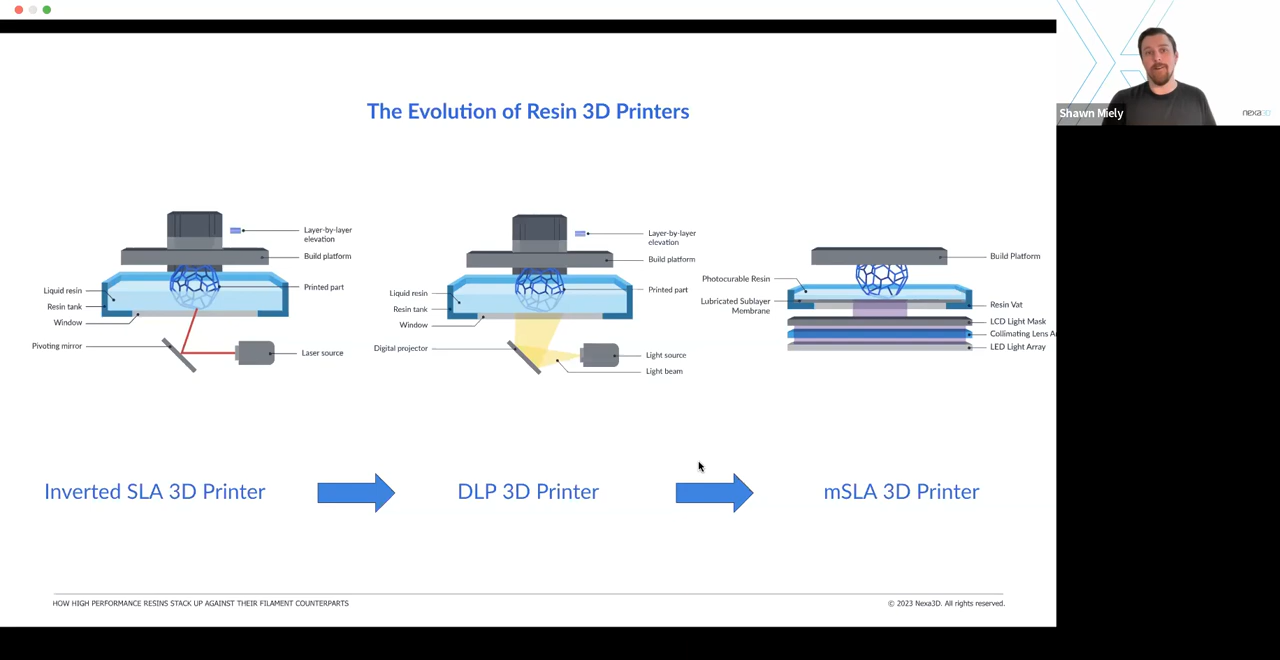 The Evolution of Resin 3D Printers
Layer-by-layer
elevation
Build platform
Printed part
Liquid resin
Resin tank
Window
Pivoting mirror
Laser source
Layer-by-layer
elevation
Build platform
Printed part
Liquid resin
Resin tank
Window
Digital projector
Light source
Light beam
Build Platform
Photocurable Resin
Lubricated Sublayer
Membrane
Resin Vat
LCD Light Mask
Collimating Lens A
LED Light Array
Inverted SLA 3D Printer
DLP 3D Printer
mSLA 3D Printer
HOW HIGH PERFORMANCE RESINS STACK UP AGAINST THEIR FILAMENT COUNTERPARTS
© 2023 Nexa3D. All rights reserved.
Shawn Miely
nexa3D